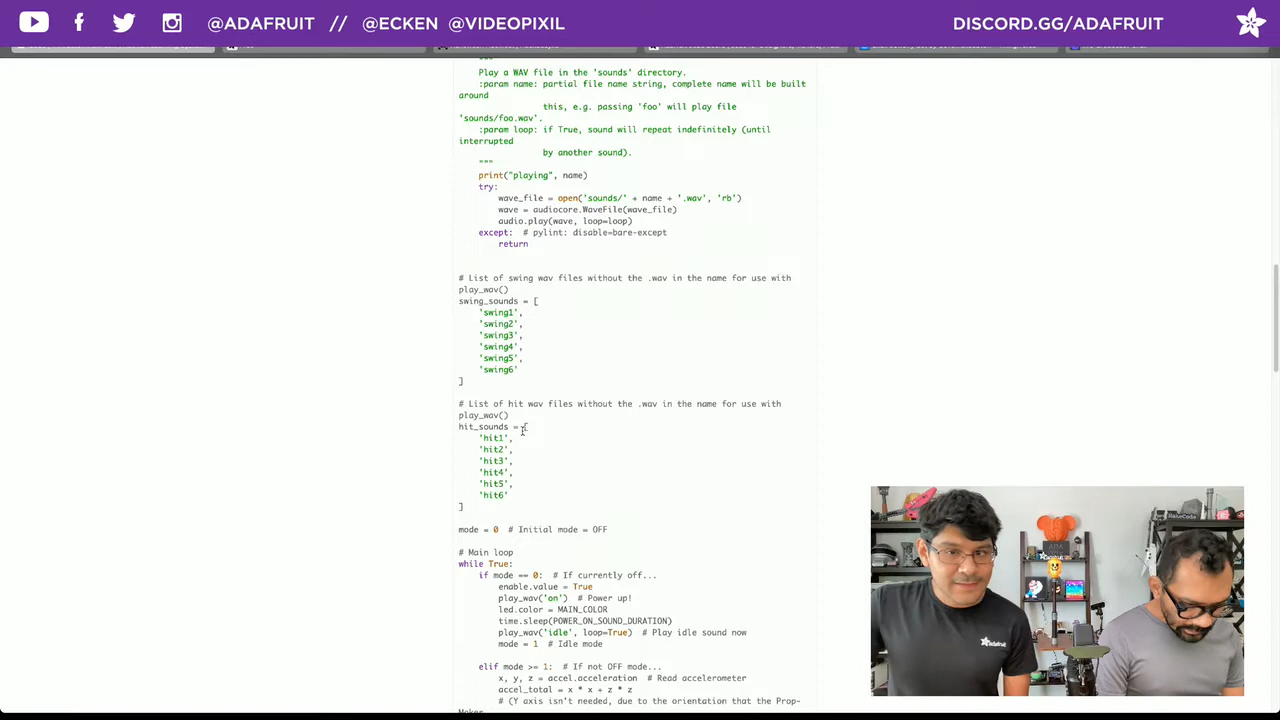 @ADAFRUIT // @ECKEN @VIDEOPIXIL
DISCORD.GG/ADAFRUIT
"""
Play a WAV file in the 'sounds' directory.
:param name: partial file name string, complete name will be built
around
this, e.g. passing 'foo' will play file
'sounds/foo.wav'.
:param loop: if True, sound will repeat indefinitely (until
interrupted
by another sound).
"""
print("playing", name)
try:
wave_file = open('sounds/' + name + '.wav', 'rb')
wave = audiocore.WaveFile(wave_file)
audio.play(wave, loop=loop)
except: # pylint: disable=bare-except
return
# List of swing wav files without the .wav in the name for use with
play_wav()
swing_sounds = [
'swing1',
'swing2',
'swing3',
'swing4',
'swing5',
'swing6'
]
# List of hit wav files without the .wav in the name for use with
play_wav()
hit_sounds = [
'hit1',
'hit2',
'hit3',
'hit4',
'hit5',
'hit6'
]
mode = 0 # Initial mode = OFF
# Main loop
while True:
if mode == 0: # If currently off...
enable.value = True
play_wav('on') # Power up!
led.color = MAIN_COLOR
time.sleep(POWER_ON_SOUND_DURATION)
play_wav('idle', loop=True) # Play idle sound now
mode = 1 # Idle mode
elif mode >= 1: # If not OFF mode...
x, y, z = accel.acceleration # Read accelerometer
accel_total = x * x + z * z
# (Y axis isn't needed, due to the orientation that the Prop-
Maker
adafruit